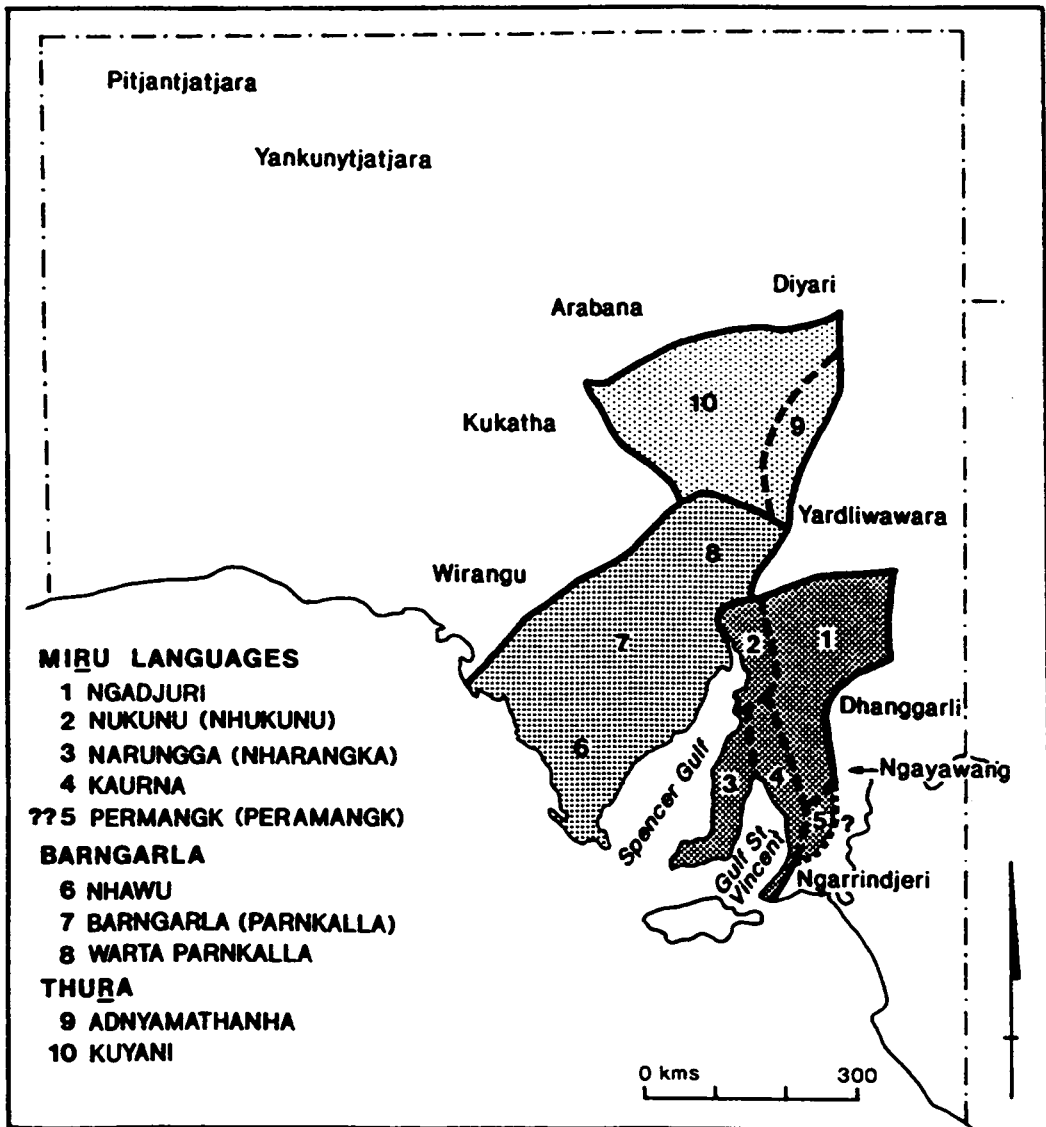 Pitjantjatjara
Yankunytjatjara
Diyari
Arabana
10
9
Kukatha
Yardliwawara
8
Wirangu
7
2
1
MIRU LANGUAGES
1 NGADJURI
2 NUKUNU (NHUKUNU)
3 NARUNGGA (NHARANGKA)
4 KAURNA
??5 PERMANGK (PERAMANGK)
BARNGARLA
6 NHAWU
7 BARNGARLA (PARNKALLA)
8 WARTA PARNKALLA
THURA
9 ADNYAMATHANHA
10 KUYANI
Dhanggarli
6
Spencer Gulf
3
4
Ngayawang
5 ?
Gulf St
Vincent
Ngarrindjeri
0 kms 300